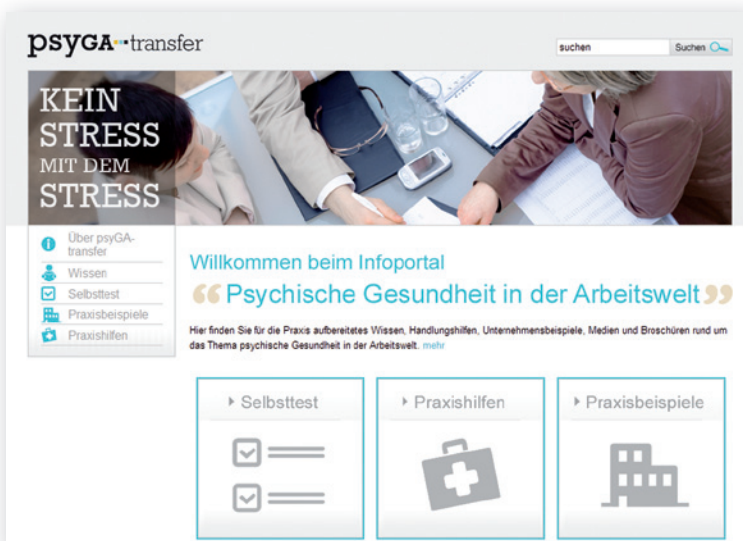 psyGA-transfer
suchen
Suchen
KEIN
STRESS
MIT DEM
STRESS
Über psyGA-
transfer
Wissen
Selbsttest
Praxisbeispiele
Praxishilfen
Willkommen beim Infoportal
“Psychische Gesundheit in der Arbeitswelt”
Hier finden Sie für die Praxis aufbereitetes Wissen, Handlungshilfen, Unternehmensbeispiele, Medien und Broschüren rund um
das Thema psychische Gesundheit in der Arbeitswelt. mehr
Selbsttest
Praxishilfen
Praxisbeispiele